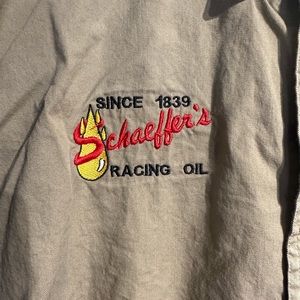 SINCE 1839
Schaeffer's
RACING OIL